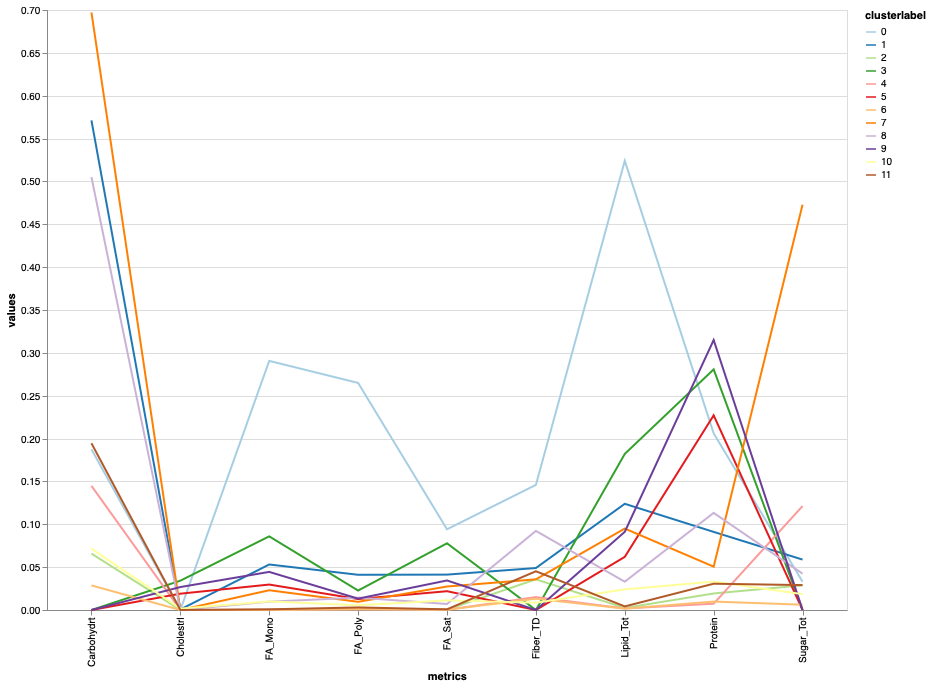 clusterlabel
0
1
2
3
4
5
6
7
8
9
10
11
0.70
0.65
0.60
0.55
0.50
0.45
0.40
0.35
0.30
0.25
0.20
0.15
0.10
0.05
0.00
values
Carbohydrt
Cholestrl
FA_Mono
FA_Poly
FA_Sat
Fiber_TD
Lipid_Tot
Protein
Sugar_Tot
metrics